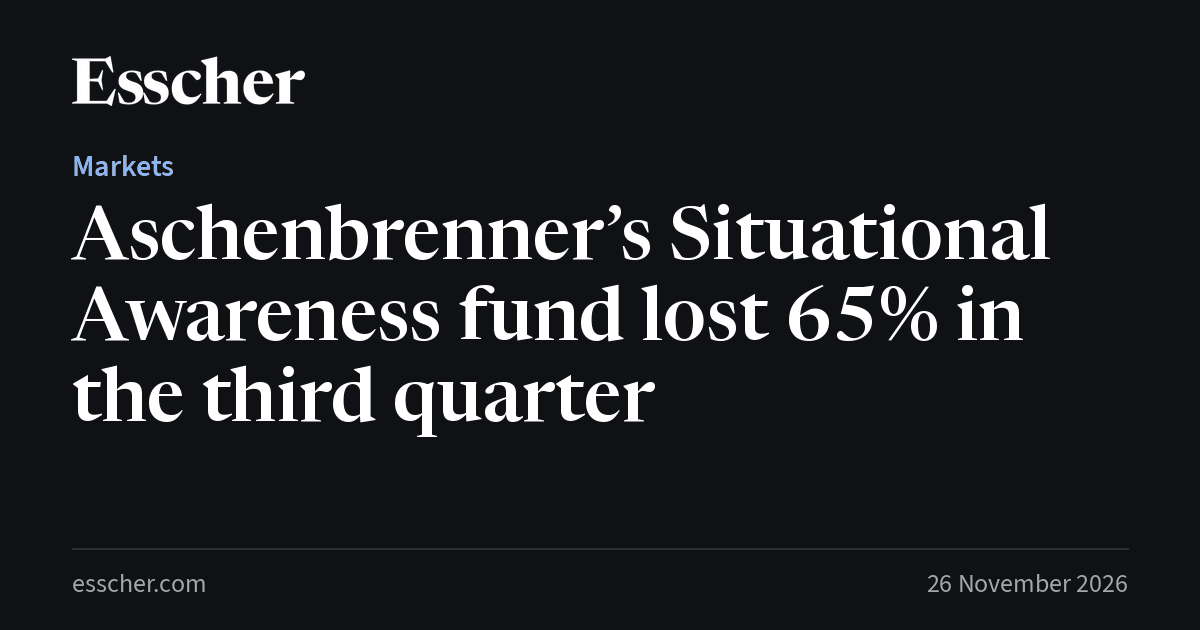 Esscher
Markets
Aschenbrenner’s Situational
Awareness fund lost 65% in
the third quarter
esscher.com
26 November 2026